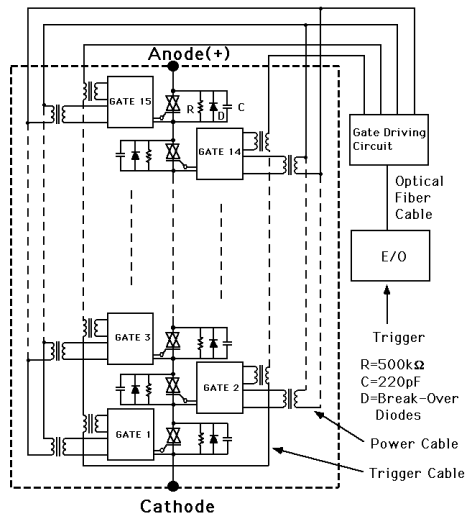 Anode(+)
GATE 15
R
D
C
GATE 14
Gate Driving
Circuit
Optical
Fiber
Cable
E/O
Trigger
R=500kΩ
C=220pF
D=Break-Over
Diodes
GATE 3
GATE 2
GATE 1
Power Cable
Trigger Cable
Cathode